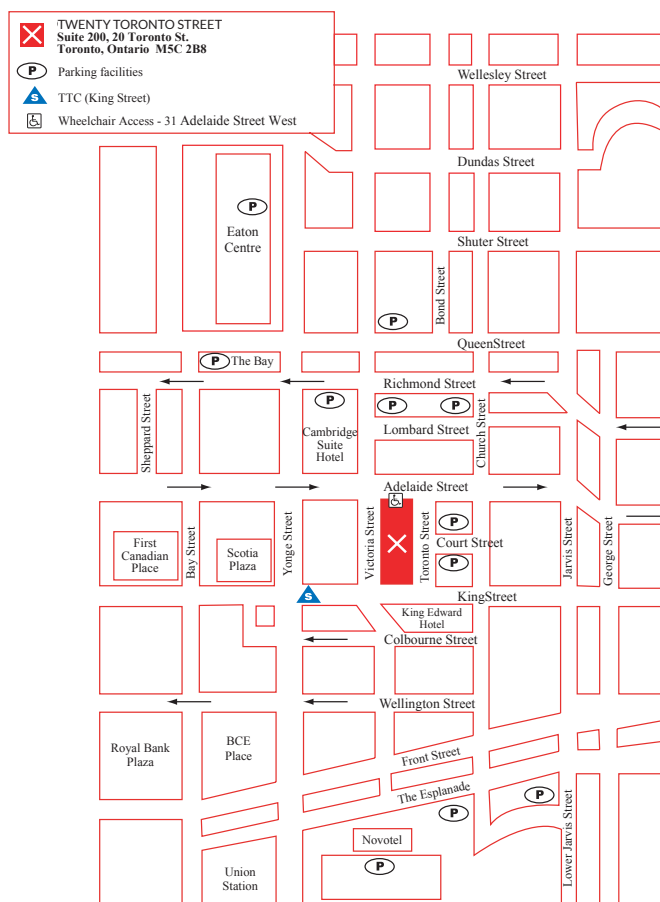 TWENTY TORONTO STREET
Suite 200, 20 Toronto St.
Toronto, Ontario M5C 2B8
P Parking facilities
S TTC (King Street)
Wheelchair Access - 31 Adelaide Street West
Wellesley Street
Dundas Street
P
Eaton
Centre
Shuter Street
Bond Street
P
QueenStreet
P The Bay
Richmond Street
Sheppard Street
P
P
P
Church Street
Cambridge
Suite
Hotel
Lombard Street
Adelaide Street
First
Canadian
Place
Bay Street
Scotia
Plaza
Yonge Street
Victoria Street
Toronto Street
P
Court Street
P
Jarvis Street
George Street
KingStreet
S
King Edward
Hotel
Colbourne Street
Wellington Street
Royal Bank
Plaza
BCE
Place
Front Street
The Esplanade
P
P
Lower Jarvis Street
Novotel
P
Union
Station